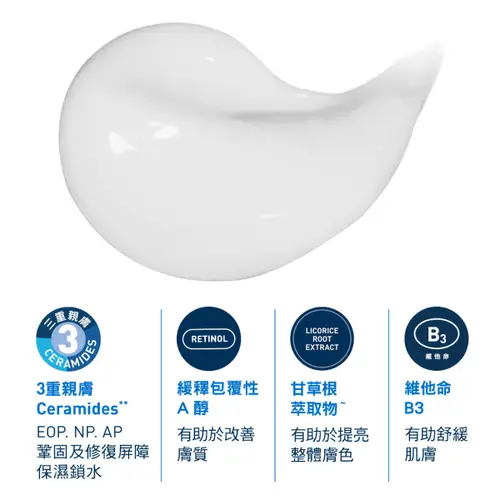 三重親膚
3
CERAMIDES
3重親膚
Ceramides**
EOP. NP. AP
鞏固及修復屏障
保濕鎖水
RETINOL
緩釋包覆性
A 醇
有助於改善
膚質
LICORICE
ROOT
EXTRACT
甘草根
萃取物~
有助於提亮
整體膚色
B3
維他命
維他命
B3
有助舒緩
肌膚